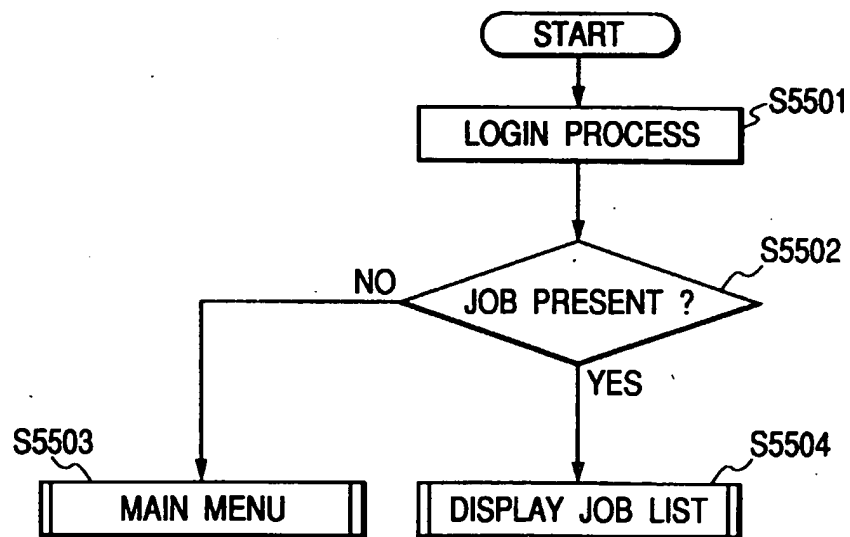 START
S5501
LOGIN PROCESS
S5502
NO
JOB PRESENT ?
YES
S5503
S5504
MAIN MENU
DISPLAY JOB LIST